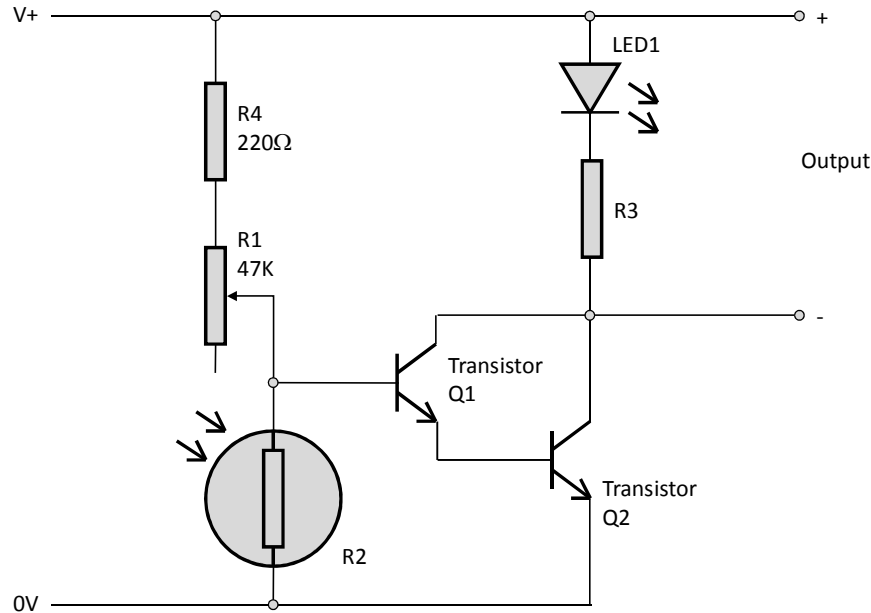 V+
+
LED1
R4
220Ω
Output
R3
R1
47K
-
Transistor
Q1
Transistor
Q2
R2
0V